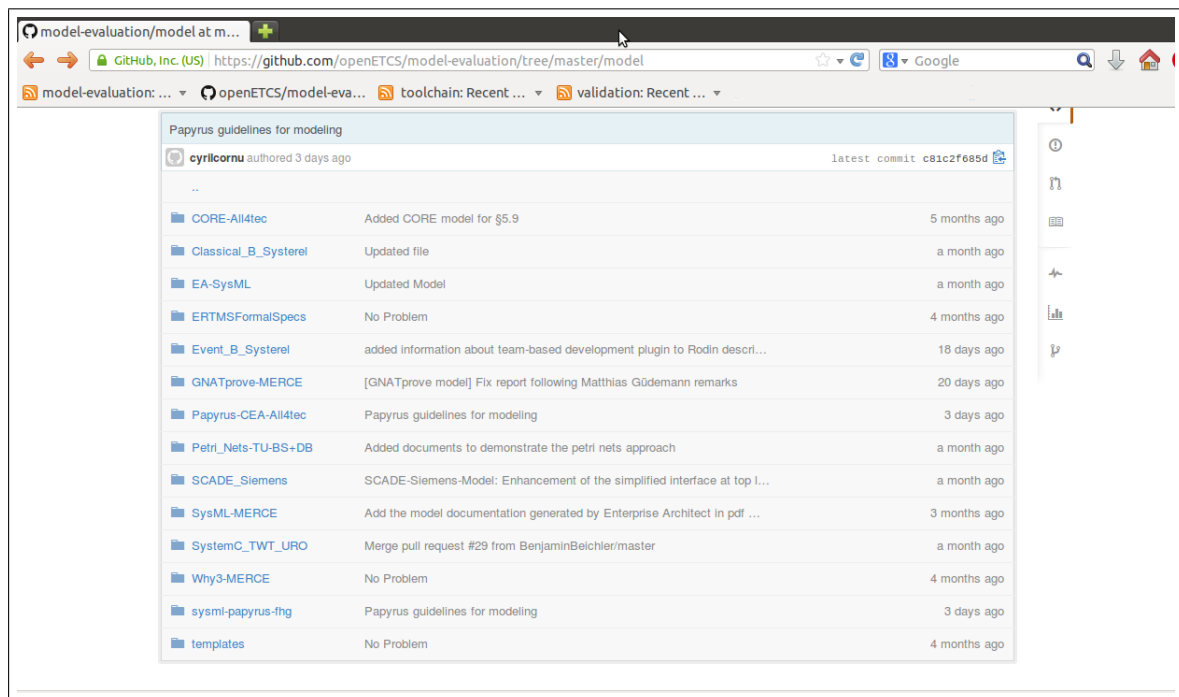 model-evaluation/model at m...
GitHub, Inc. (US) https://github.com/openETCS/model-evaluation/tree/master/model Google
model-evaluation: ... openETCS/model-eva... toolchain: Recent ... validation: Recent ...
Papyrus guidelines for modeling
cyrilcornu authored 3 days ago latest commit c81c2f685d
..
CORE-All4tec Added CORE model for §5.9 5 months ago
Classical_B_Systerel Updated file a month ago
EA-SysML Updated Model a month ago
ERTMSFormalSpecs No Problem 4 months ago
Event_B_Systerel added information about team-based development plugin to Rodin descri... 18 days ago
GNATprove-MERCE [GNATprove model] Fix report following Matthias Güdemann remarks 20 days ago
Papyrus-CEA-All4tec Papyrus guidelines for modeling 3 days ago
Petri_Nets-TU-BS+DB Added documents to demonstrate the petri nets approach a month ago
SCADE_Siemens SCADE-Siemens-Model: Enhancement of the simplified interface at top l... a month ago
SysML-MERCE Add the model documentation generated by Enterprise Architect in pdf ... 3 months ago
SystemC_TWT_URO Merge pull request #29 from BenjaminBeichler/master a month ago
Why3-MERCE No Problem 4 months ago
sysml-papyrus-fhg Papyrus guidelines for modeling 3 days ago
templates No Problem 4 months ago